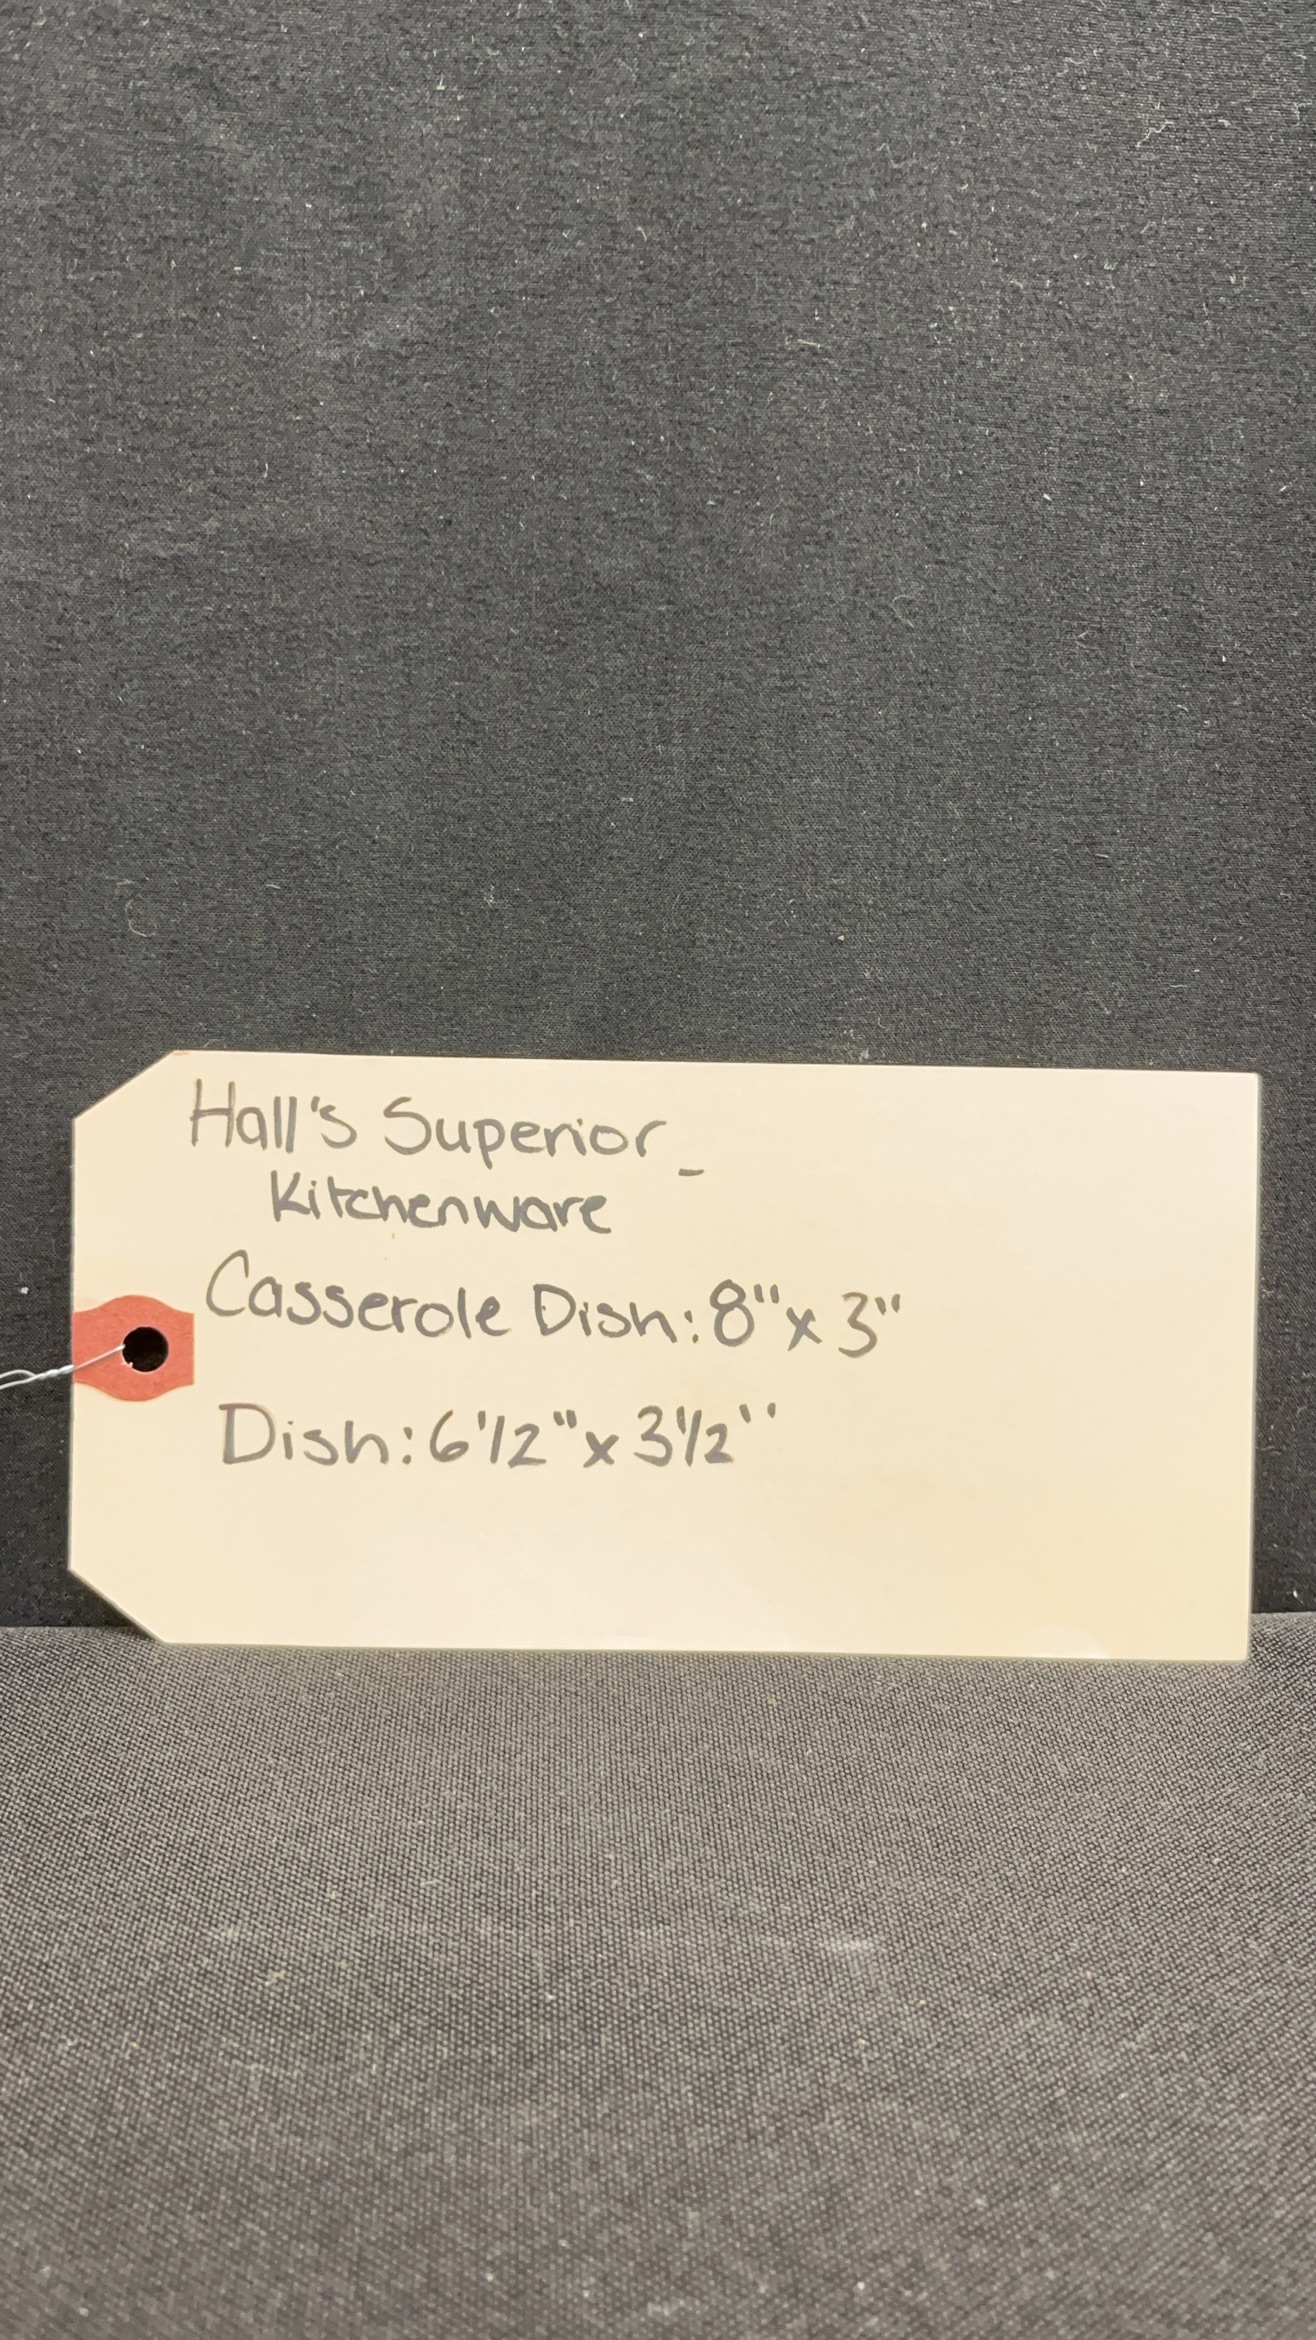 Hall's Superior -
Kitchenware
Casserole Dish: 8" x 3"
Dish: 6 1/2" x 3 1/2"